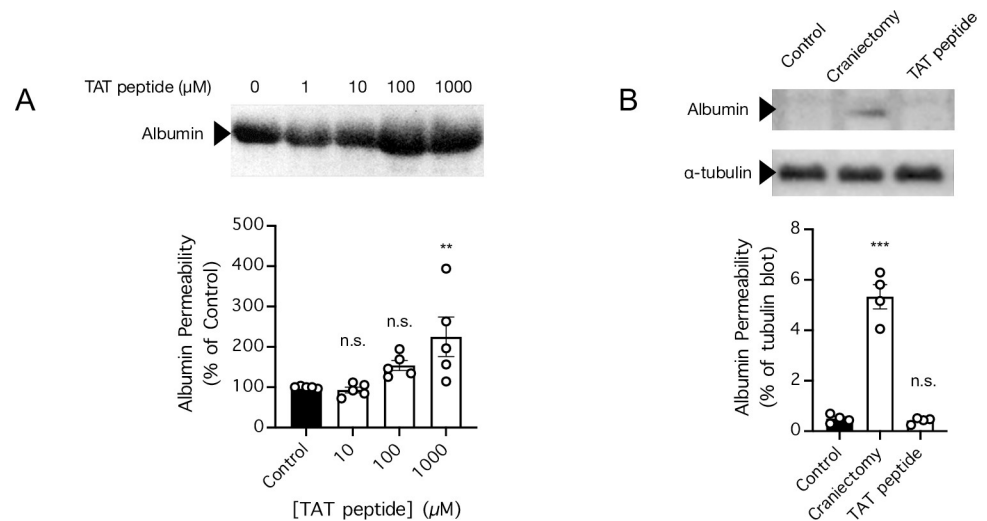 A
TAT peptide (µM) 0 1 10 100 1000
Albumin
500
400
300
200
100
0
Albumin Permeability
(% of Control)
n.s.
n.s.
**
Control
10
100
1000
[TAT peptide] (µM)
B
Control
Craniectomy
TAT peptide
Albumin
α-tubulin
8
6
4
2
0
Albumin Permeability
(% of tubulin blot)
***
n.s.
Control
Craniectomy
TAT peptide